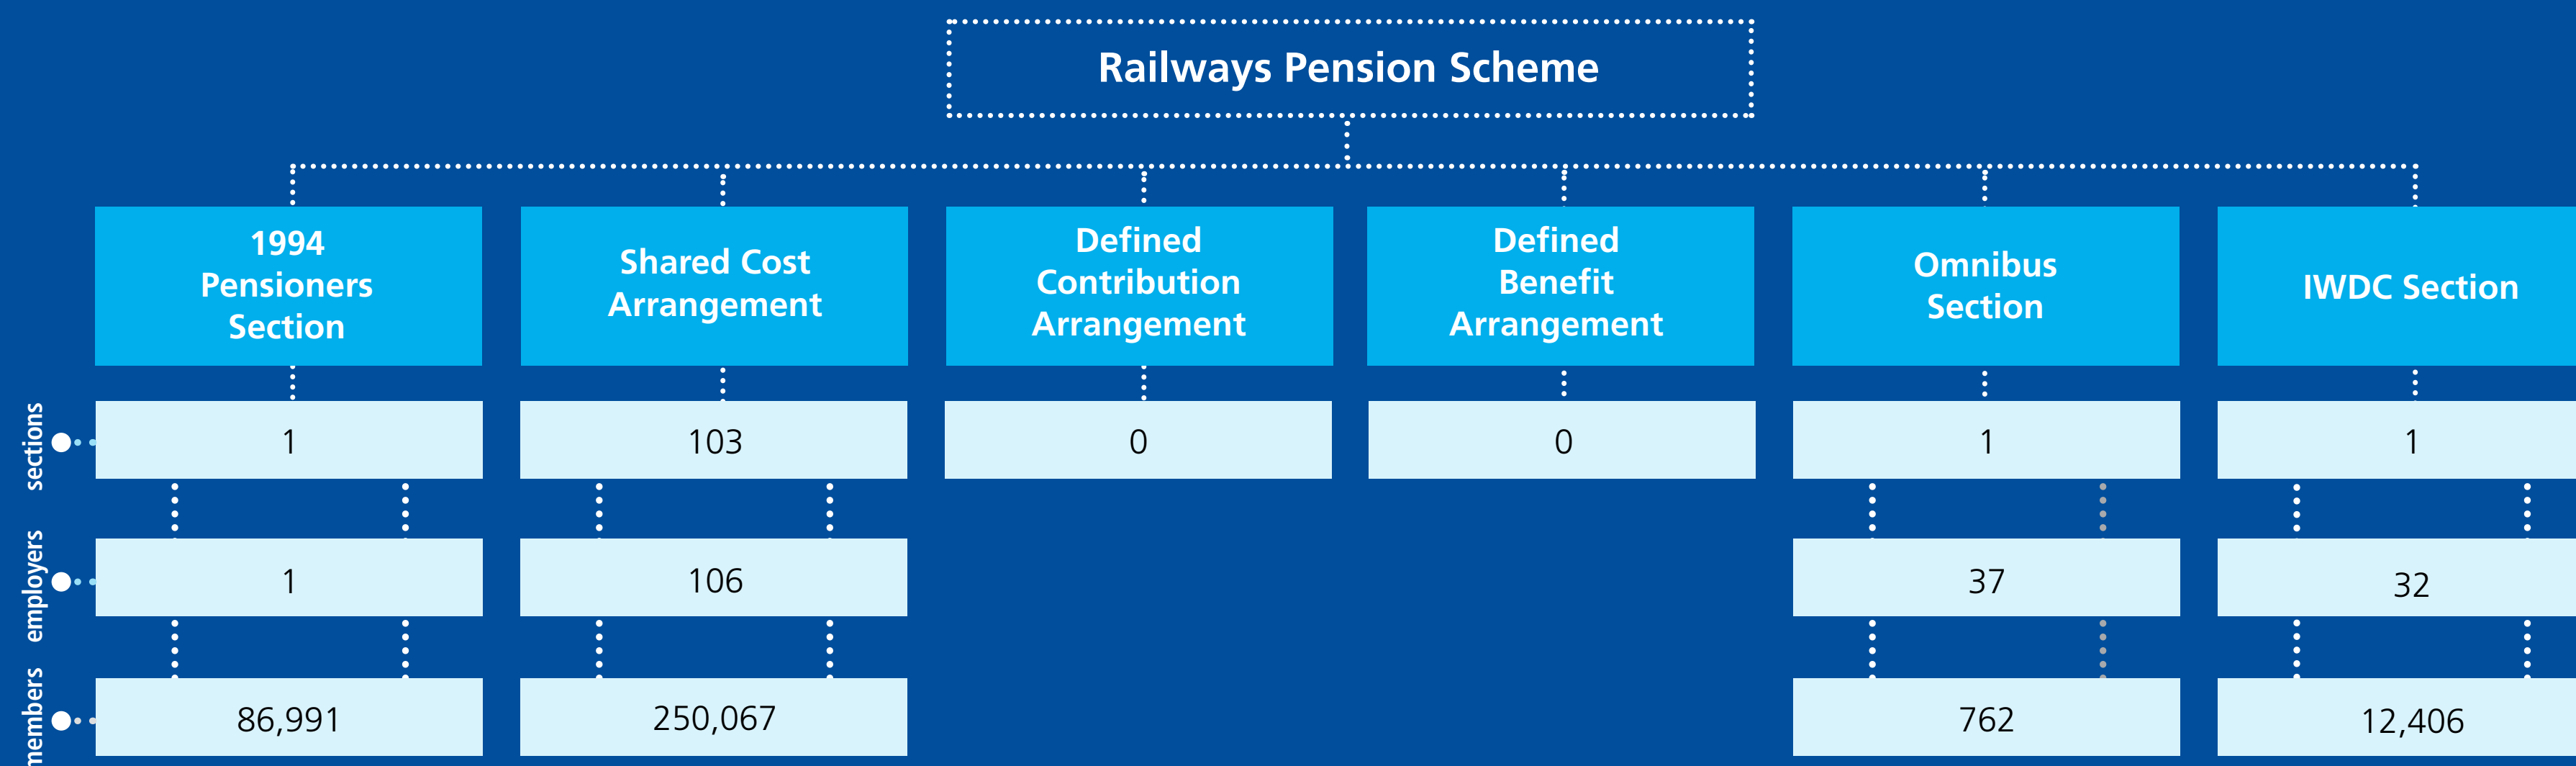 Railways Pension Scheme
1994
Pensioners
Section
Shared Cost
Arrangement
Defined
Contribution
Arrangement
Defined
Benefit
Arrangement
Omnibus
Section
IWDC Section
sections
1
103
0
0
1
1
employers
1
106
37
32
members
86,991
250,067
762
12,406